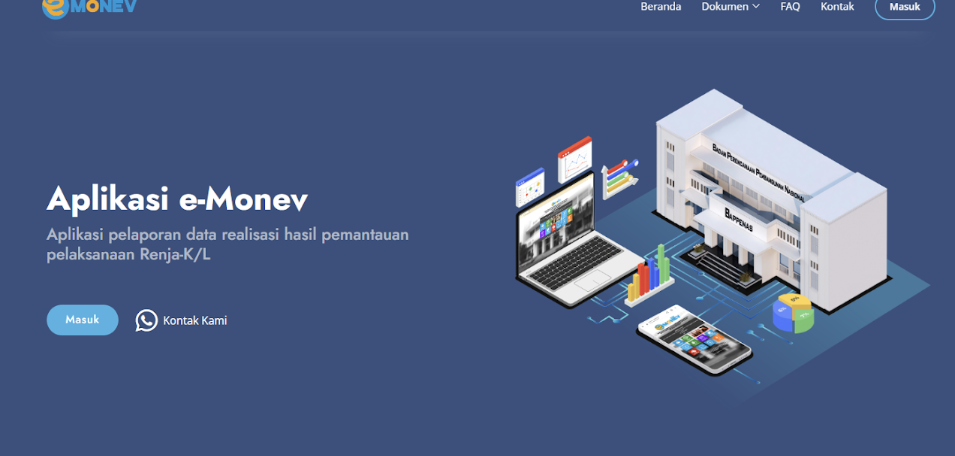 eMONEV
Beranda
Dokumen
FAQ
Kontak
Masuk
Aplikasi e-Monev
Aplikasi pelaporan data realisasi hasil pemantauan
pelaksanaan Renja-K/L
Masuk
Kontak Kami
BADAN PERENCANAAN PEMBANGUNAN NASIONAL
BAPPENAS